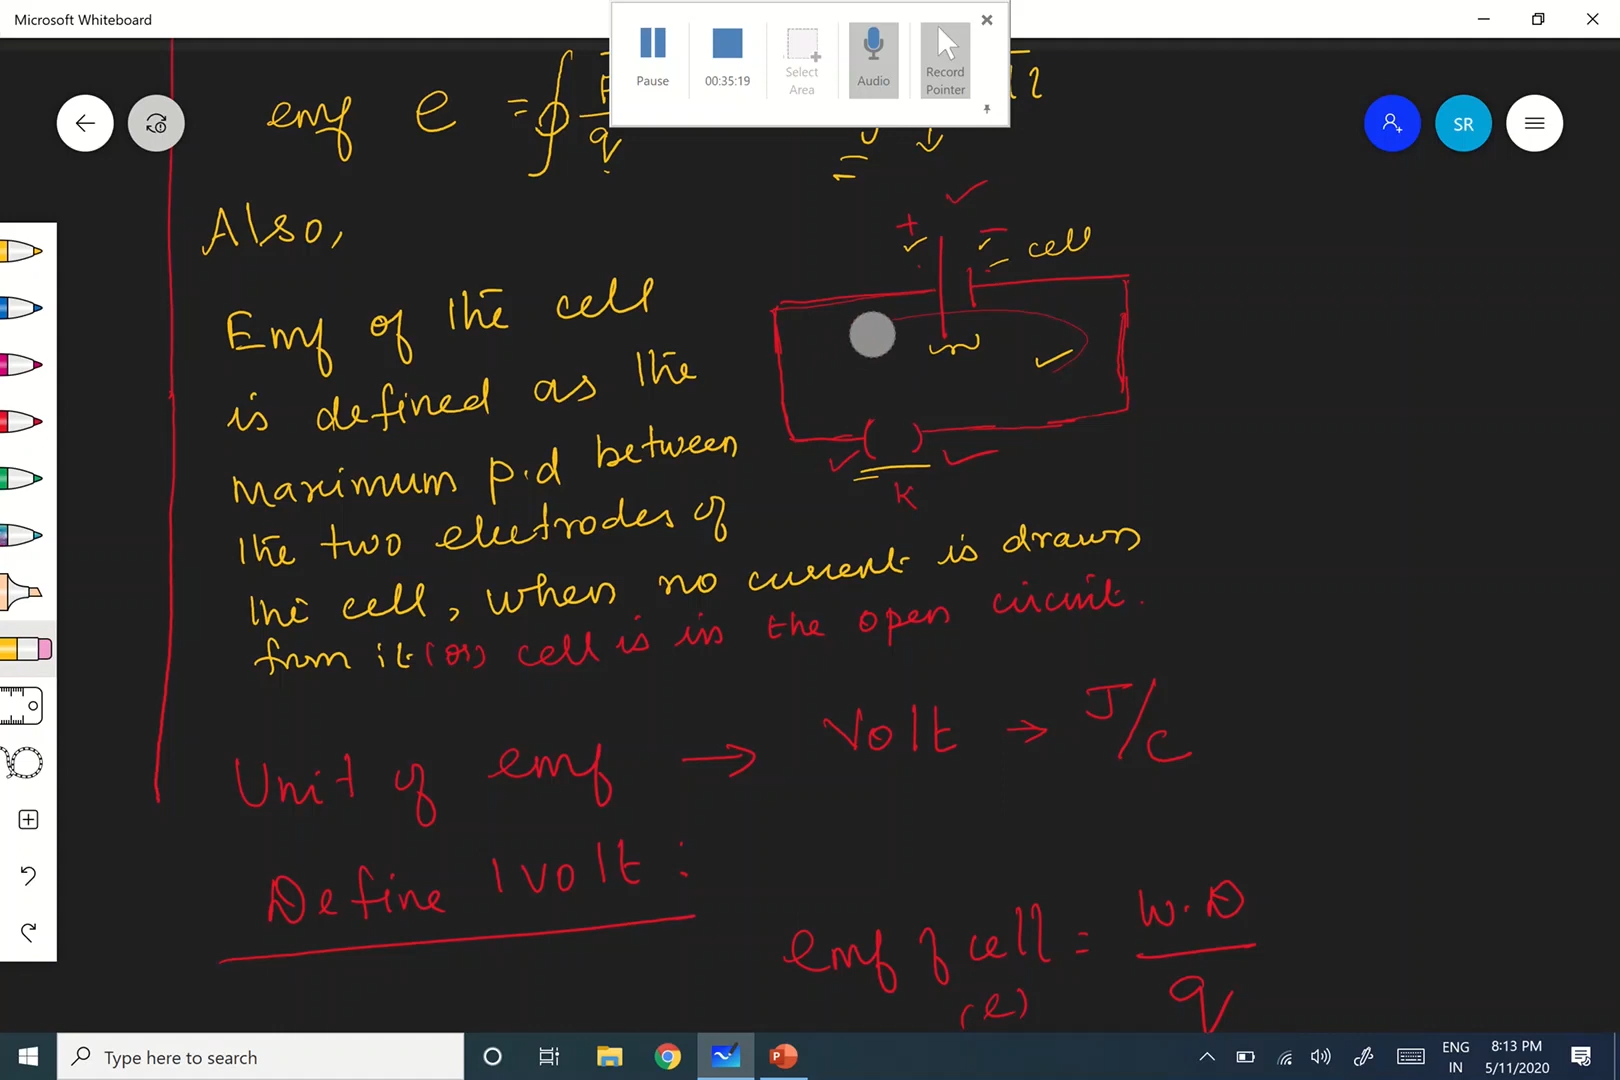 Microsoft Whiteboard
Pause
00:35:19
Select Area
Audio
Record Pointer
SR
emf e = ∮
q
Also,
+ − cell
Emf of the cell
is defined as the
maximum p.d between
the two electrodes of
the cell, when no current is drawn
from it (or) cell is in the open circuit.
K
Unit of emf → Volt → J/C
Define 1 volt :
emf of cell = W.D
(e) q
Type here to search
ENG
IN
8:13 PM
5/11/2020